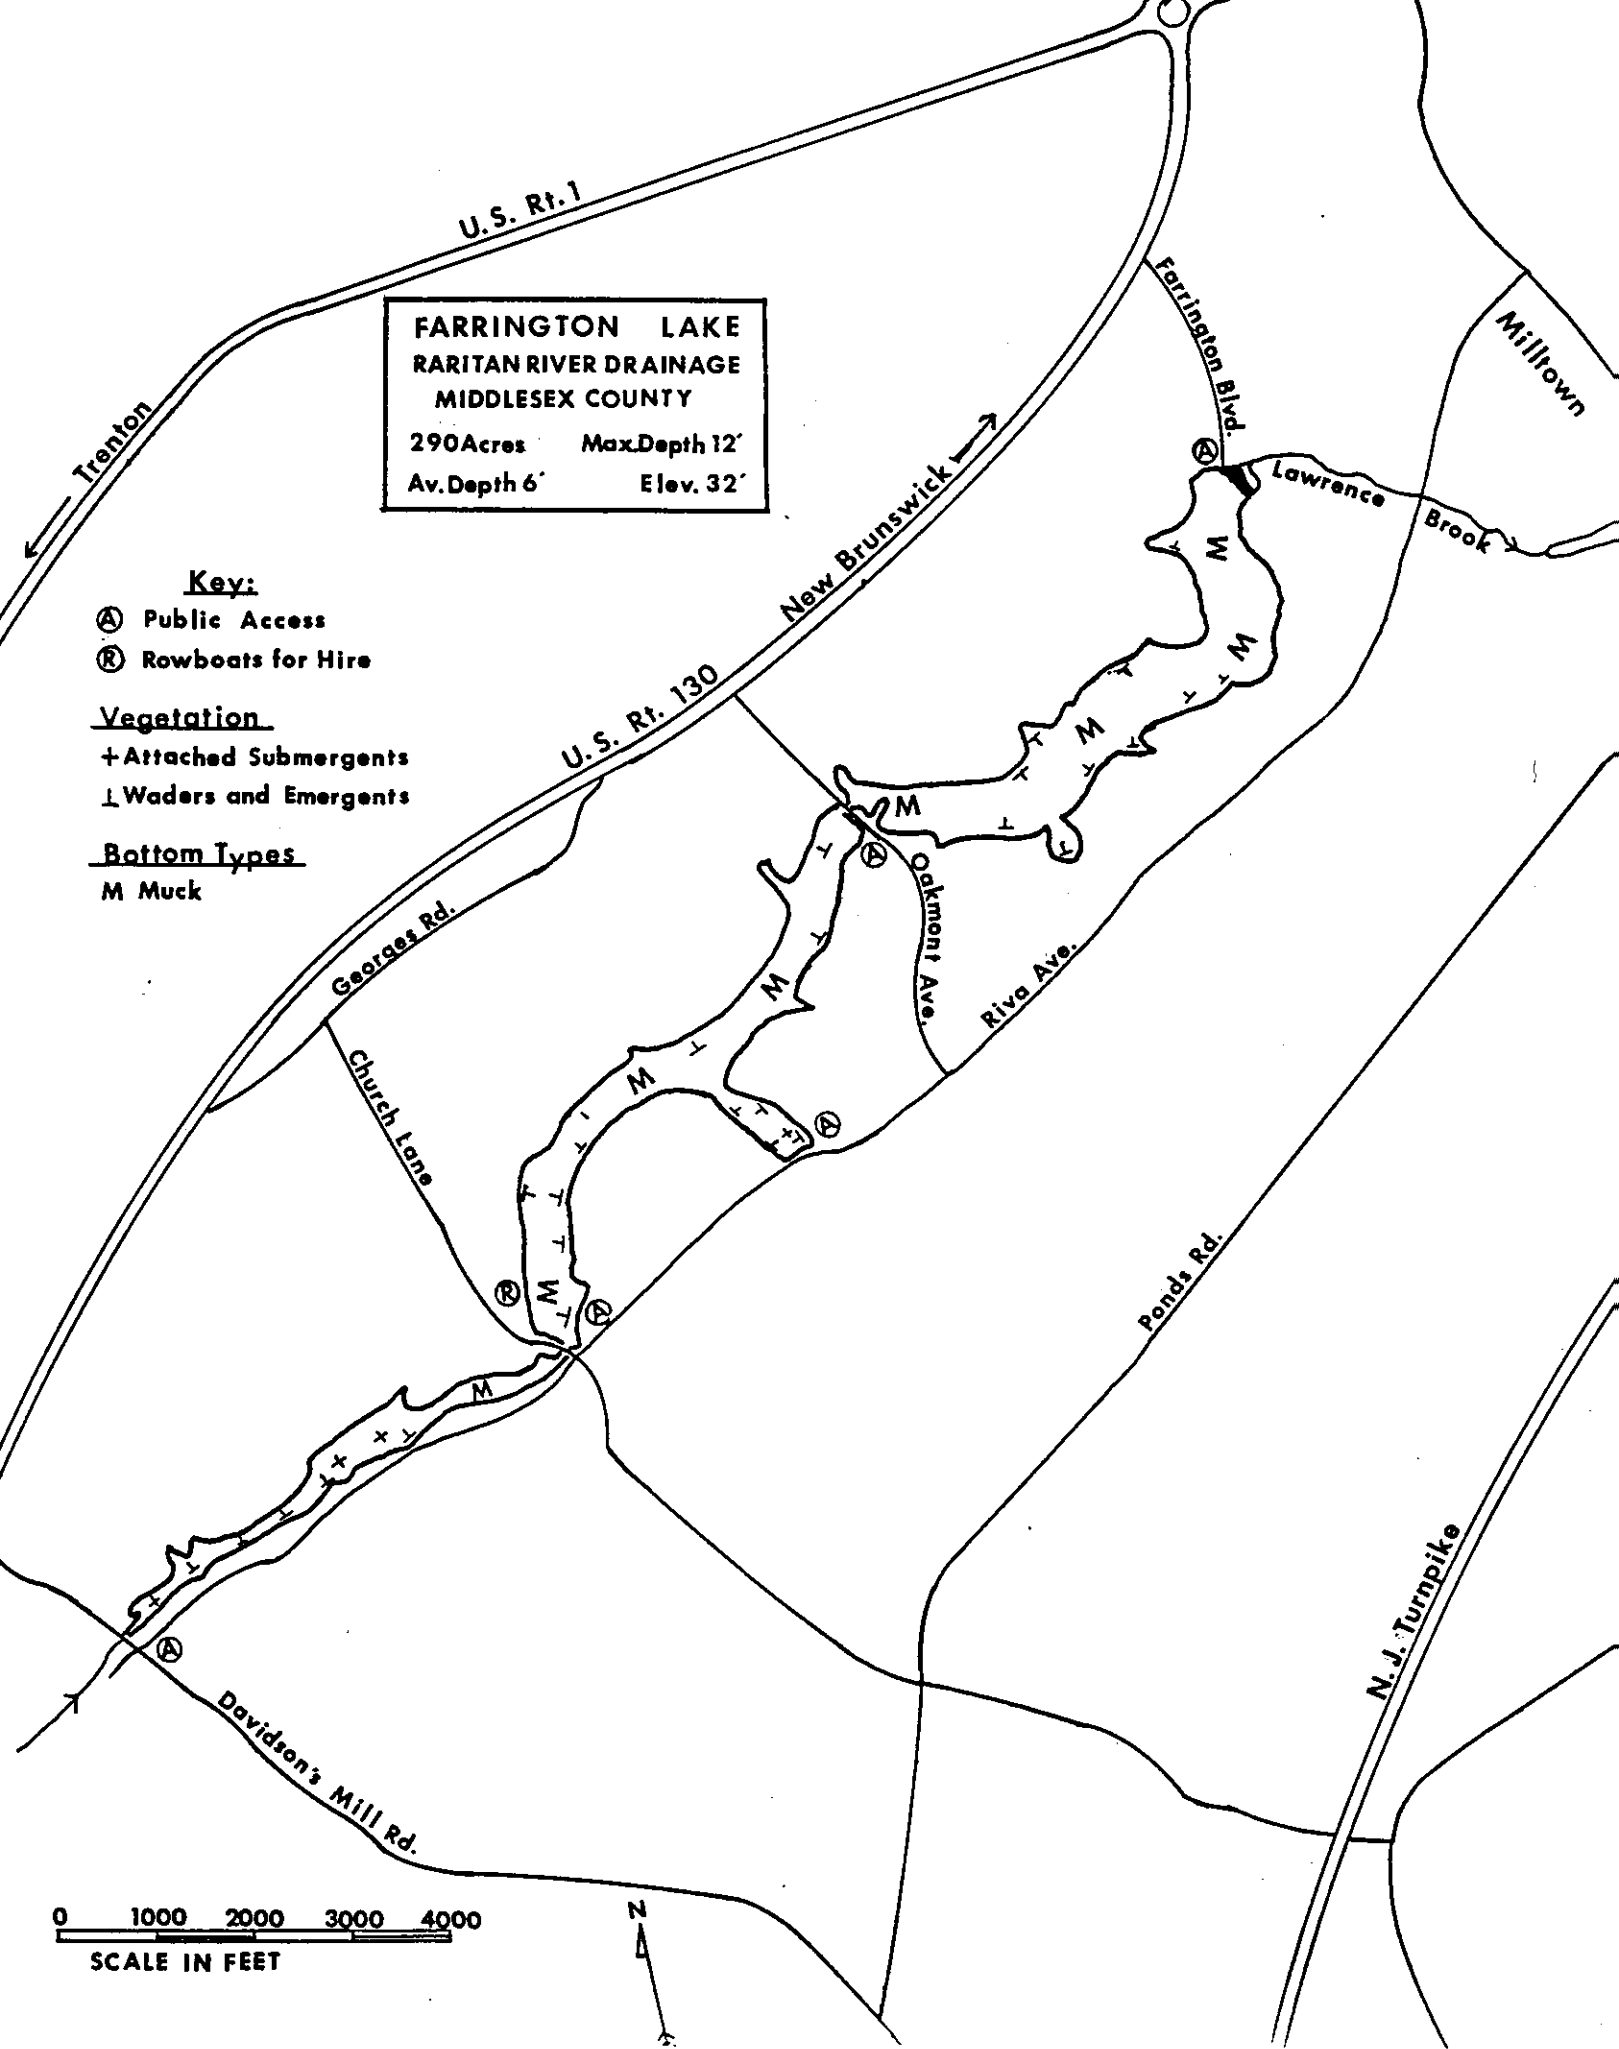 U.S. Rt. 1
FARRINGTON LAKE
RARITAN RIVER DRAINAGE
MIDDLESEX COUNTY
290 Acres Max. Depth 12′
Av. Depth 6′ Elev. 32′
Trenton
Farrington Blvd.
Milltown
A
Lawrence Brook
New Brunswick
U.S. Rt. 130
Key:
A Public Access
R Rowboats for Hire
Vegetation
+ Attached Submergents
⊥ Waders and Emergents
Bottom Types
M Muck
M
M
M
M
A
Oakmont Ave.
Georges Rd.
Riva Ave.
M
M
Church Lane
A
R
M
A
Ponds Rd.
M
N.J. Turnpike
A
Davidson's Mill Rd.
0 1000 2000 3000 4000
SCALE IN FEET
N